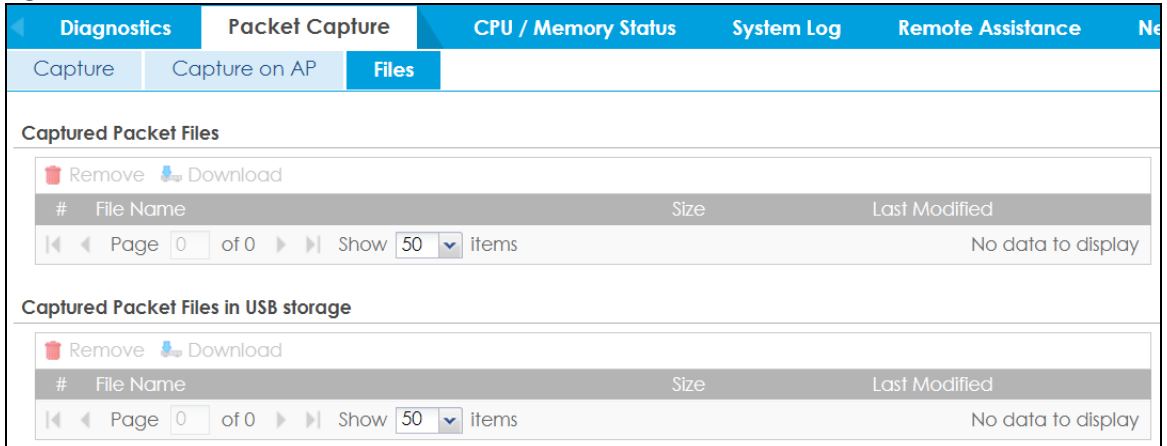 Diagnostics Packet Capture CPU / Memory Status System Log Remote Assistance
Capture Capture on AP Files
Captured Packet Files
Remove Download
# File Name Size Last Modified
Page 0 of 0 Show 50 items No data to display
Captured Packet Files in USB storage
Remove Download
# File Name Size Last Modified
Page 0 of 0 Show 50 items No data to display